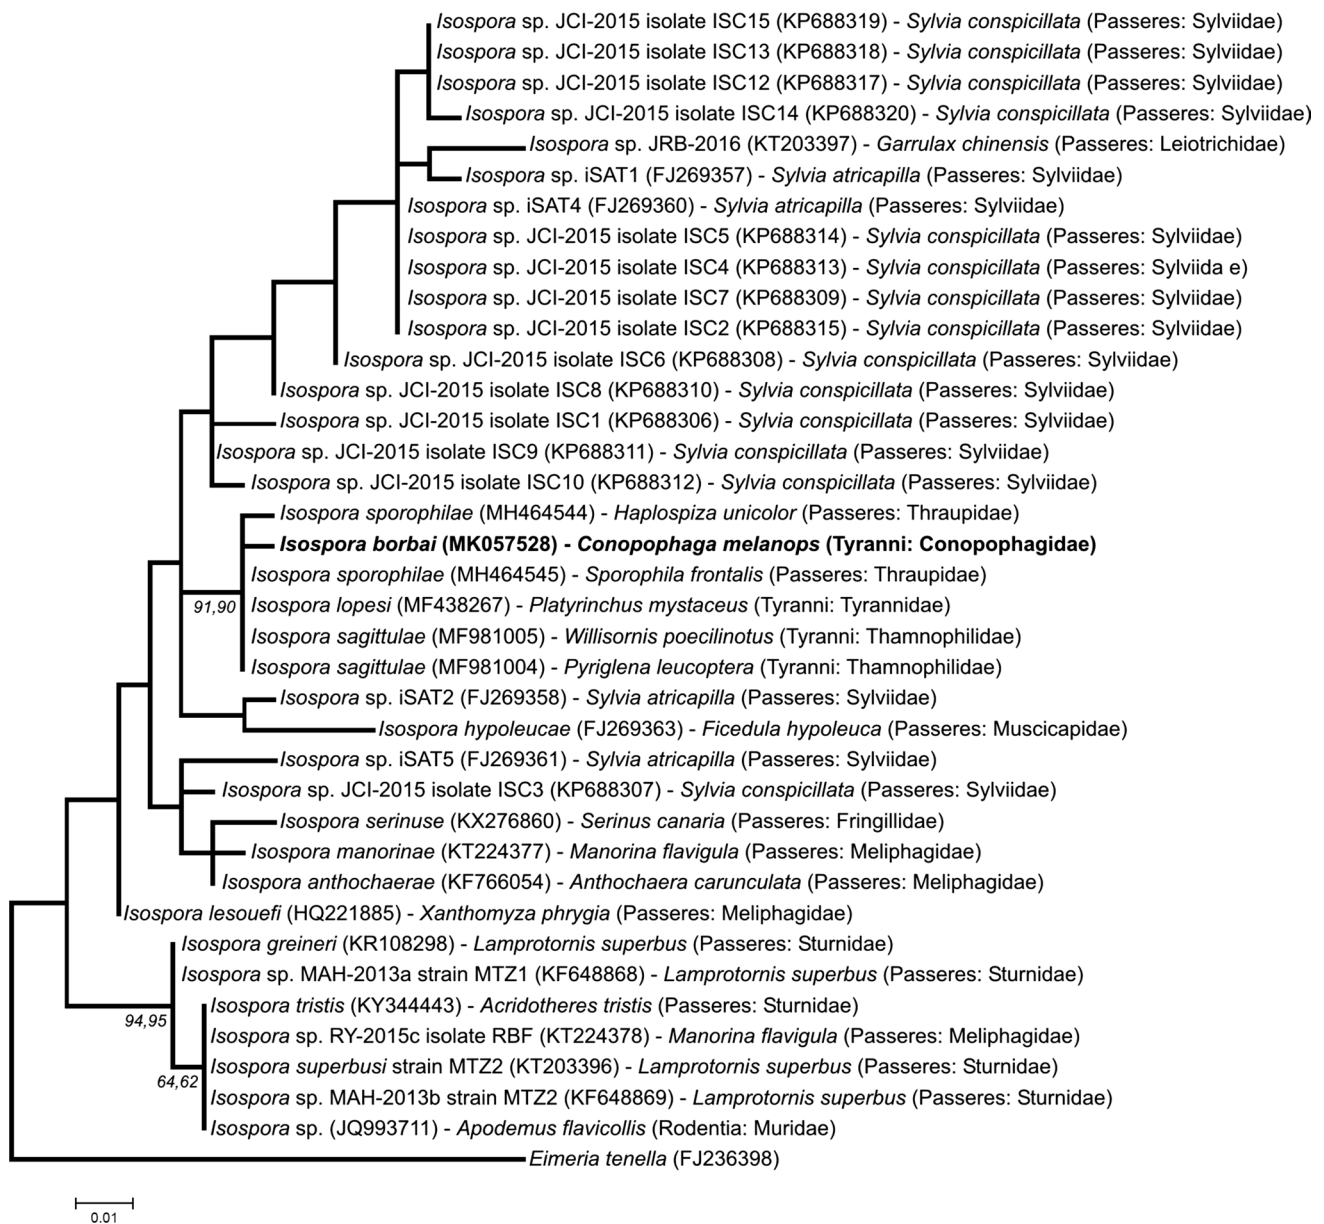 Isospora sp. JCI-2015 isolate ISC15 (KP688319) - Sylvia conspicillata (Passeres: Sylviidae)
Isospora sp. JCI-2015 isolate ISC13 (KP688318) - Sylvia conspicillata (Passeres: Sylviidae)
Isospora sp. JCI-2015 isolate ISC12 (KP688317) - Sylvia conspicillata (Passeres: Sylviidae)
Isospora sp. JCI-2015 isolate ISC14 (KP688320) - Sylvia conspicillata (Passeres: Sylviidae)
Isospora sp. JRB-2016 (KT203397) - Garrulax chinensis (Passeres: Leiotrichidae)
Isospora sp. iSAT1 (FJ269357) - Sylvia atricapilla (Passeres: Sylviidae)
Isospora sp. iSAT4 (FJ269360) - Sylvia atricapilla (Passeres: Sylviidae)
Isospora sp. JCI-2015 isolate ISC5 (KP688314) - Sylvia conspicillata (Passeres: Sylviidae)
Isospora sp. JCI-2015 isolate ISC4 (KP688313) - Sylvia conspicillata (Passeres: Sylviida e)
Isospora sp. JCI-2015 isolate ISC7 (KP688309) - Sylvia conspicillata (Passeres: Sylviidae)
Isospora sp. JCI-2015 isolate ISC2 (KP688315) - Sylvia conspicillata (Passeres: Sylviidae)
Isospora sp. JCI-2015 isolate ISC6 (KP688308) - Sylvia conspicillata (Passeres: Sylviidae)
Isospora sp. JCI-2015 isolate ISC8 (KP688310) - Sylvia conspicillata (Passeres: Sylviidae)
Isospora sp. JCI-2015 isolate ISC1 (KP688306) - Sylvia conspicillata (Passeres: Sylviidae)
Isospora sp. JCI-2015 isolate ISC9 (KP688311) - Sylvia conspicillata (Passeres: Sylviidae)
Isospora sp. JCI-2015 isolate ISC10 (KP688312) - Sylvia conspicillata (Passeres: Sylviidae)
Isospora sporophilae (MH464544) - Haplospiza unicolor (Passeres: Thraupidae)
Isospora borbai (MK057528) - Conopophaga melanops (Tyranni: Conopophagidae)
Isospora sporophilae (MH464545) - Sporophila frontalis (Passeres: Thraupidae)
91,90
Isospora lopesi (MF438267) - Platyrinchus mystaceus (Tyranni: Tyrannidae)
Isospora sagittulae (MF981005) - Willisornis poecilinotus (Tyranni: Thamnophilidae)
Isospora sagittulae (MF981004) - Pyriglena leucoptera (Tyranni: Thamnophilidae)
Isospora sp. iSAT2 (FJ269358) - Sylvia atricapilla (Passeres: Sylviidae)
Isospora hypoleucae (FJ269363) - Ficedula hypoleuca (Passeres: Muscicapidae)
Isospora sp. iSAT5 (FJ269361) - Sylvia atricapilla (Passeres: Sylviidae)
Isospora sp. JCI-2015 isolate ISC3 (KP688307) - Sylvia conspicillata (Passeres: Sylviidae)
Isospora serinuse (KX276860) - Serinus canaria (Passeres: Fringillidae)
Isospora manorinae (KT224377) - Manorina flavigula (Passeres: Meliphagidae)
Isospora anthochaerae (KF766054) - Anthochaera carunculata (Passeres: Meliphagidae)
Isospora lesouefi (HQ221885) - Xanthomyza phrygia (Passeres: Meliphagidae)
Isospora greineri (KR108298) - Lamprotornis superbus (Passeres: Sturnidae)
Isospora sp. MAH-2013a strain MTZ1 (KF648868) - Lamprotornis superbus (Passeres: Sturnidae)
Isospora tristis (KY344443) - Acridotheres tristis (Passeres: Sturnidae)
94,95
Isospora sp. RY-2015c isolate RBF (KT224378) - Manorina flavigula (Passeres: Meliphagidae)
Isospora superbusi strain MTZ2 (KT203396) - Lamprotornis superbus (Passeres: Sturnidae)
64,62
Isospora sp. MAH-2013b strain MTZ2 (KF648869) - Lamprotornis superbus (Passeres: Sturnidae)
Isospora sp. (JQ993711) - Apodemus flavicollis (Rodentia: Muridae)
Eimeria tenella (FJ236398)
0.01